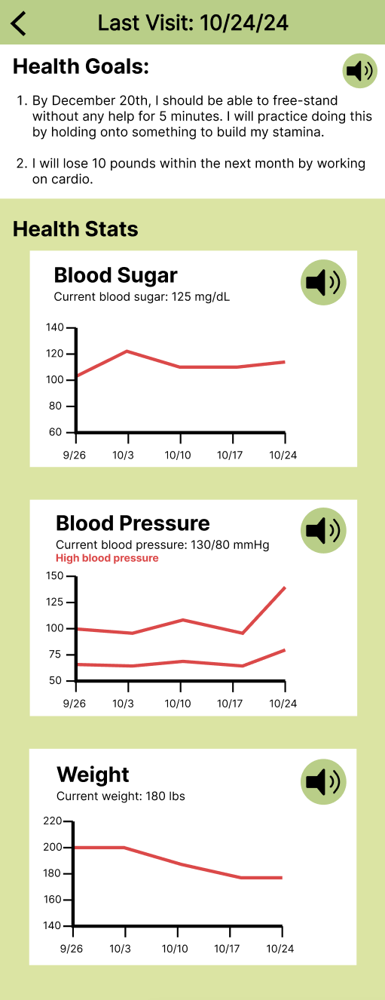 Last Visit: 10/24/24
Health Goals:
1. By December 20th, I should be able to free-stand
without any help for 5 minutes. I will practice doing this
by holding onto something to build my stamina.
2. I will lose 10 pounds within the next month by working
on cardio.
Health Stats
Blood Sugar
Current blood sugar: 125 mg/dL
140
120
100
80
60
9/26 10/3 10/10 10/17 10/24
Blood Pressure
Current blood pressure: 130/80 mmHg
High blood pressure
150
125
100
75
50
9/26 10/3 10/10 10/17 10/24
Weight
Current weight: 180 lbs
220
200
180
160
140
9/26 10/3 10/10 10/17 10/24